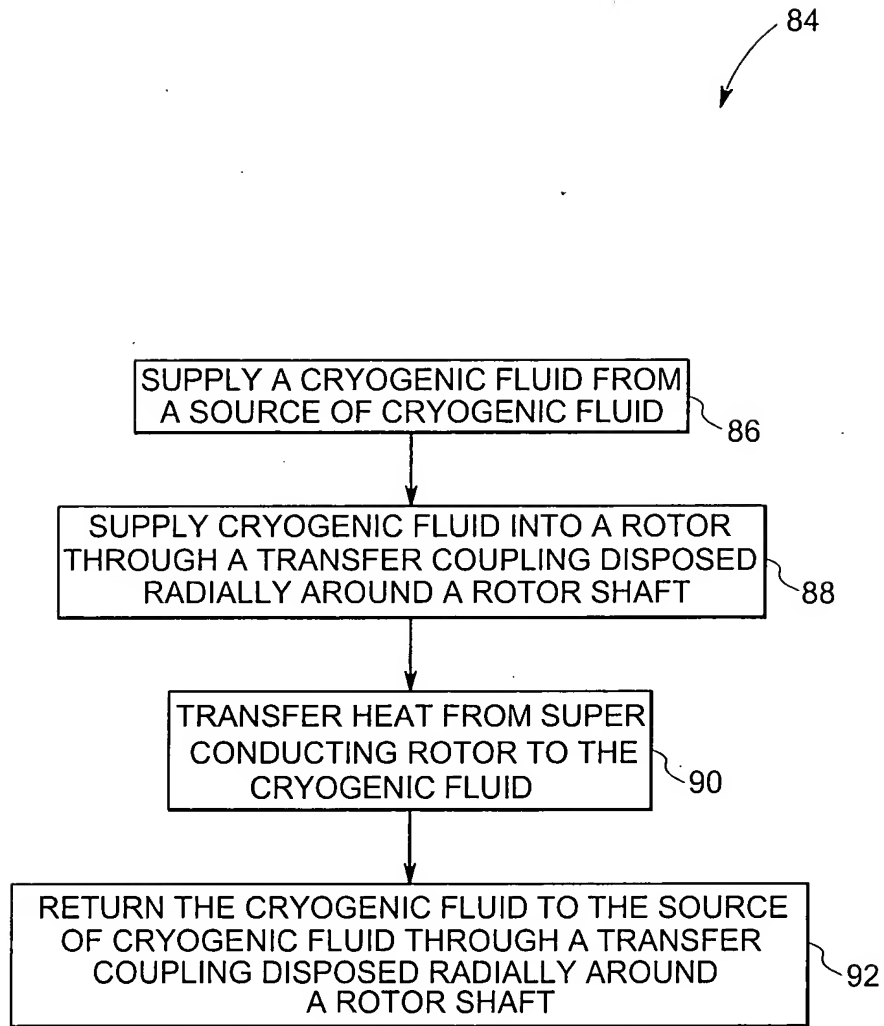 84
SUPPLY A CRYOGENIC FLUID FROM
A SOURCE OF CRYOGENIC FLUID
86
SUPPLY CRYOGENIC FLUID INTO A ROTOR
THROUGH A TRANSFER COUPLING DISPOSED
RADIALLY AROUND A ROTOR SHAFT
88
TRANSFER HEAT FROM SUPER
CONDUCTING ROTOR TO THE
CRYOGENIC FLUID
90
RETURN THE CRYOGENIC FLUID TO THE SOURCE
OF CRYOGENIC FLUID THROUGH A TRANSFER
COUPLING DISPOSED RADIALLY AROUND
A ROTOR SHAFT
92